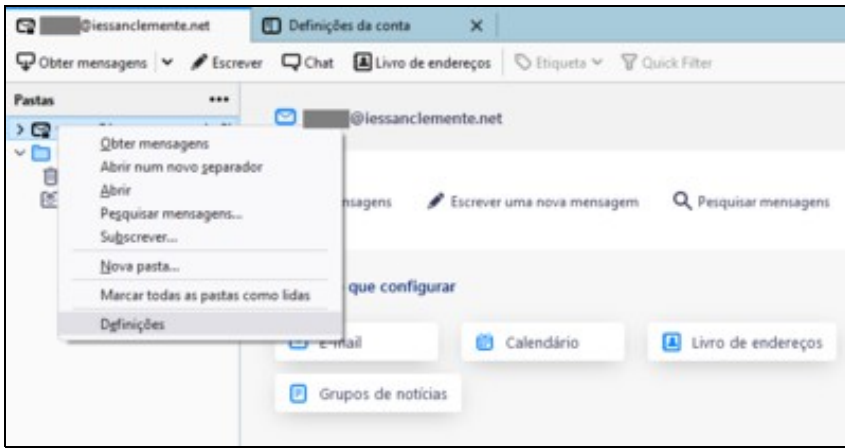 @iessanclemente.net Definições da conta
Obter mensagens Escrever Chat Livro de endereços Etiqueta Quick Filter
Pastas
@iessanclemente.net
Obter mensagens
Abrir num novo separador
Abrir
Pesquisar mensagens...
Subscrever...
Nova pasta...
Marcar todas as pastas como lidas
Definições
Escrever uma nova mensagem Pesquisar mensagens
que configurar
E-mail Calendário Livro de endereços
Grupos de notícias